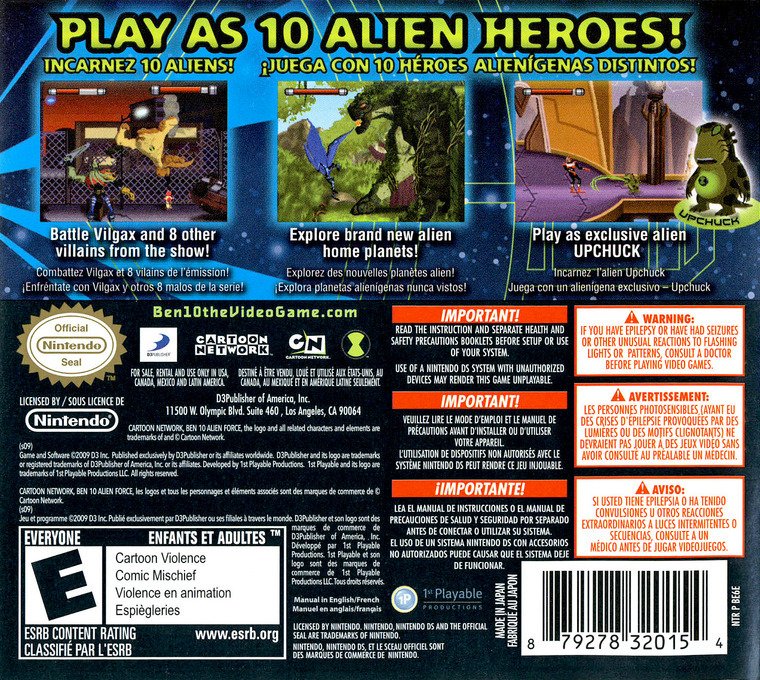 PLAY AS 10 ALIEN HEROES!
INCARNEZ 10 ALIENS! ¡JUEGA CON 10 HÉROES ALIENÍGENAS DISTINTOS!
UPCHUCK
Battle Vilgax and 8 other
villains from the show!
Combattez Vilgax et 8 vilains de l'émission!
¡Enfréntate con Vilgax y otros 8 malos de la serie!
Explore brand new alien
home planets!
Explorez des nouvelles planètes alien!
¡Explora planetas alienígenas nunca vistos!
Play as exclusive alien
UPCHUCK
Incarnez l'alien Upchuck
Juega con un alienígena exclusivo – Upchuck
Ben10theVideoGame.com
Official
Nintendo
Seal
TM
D3PUBLISHER
CARTOON
NETWORK
CN
CARTOON NETWORK
FOR SALE, RENTAL AND USE ONLY IN USA,
CANADA, MEXICO AND LATIN AMERICA.
DESTINÉ À ÊTRE VENDU, LOUÉ ET UTILISÉ AUX ÉTATS-UNIS, AU
CANADA, AU MEXIQUE ET EN AMÉRIQUE LATINE SEULEMENT.
LICENSED BY / SOUS LICENCE DE
Nintendo
D3Publisher of America, Inc.
11500 W. Olympic Blvd. Suite 460, Los Angeles, CA 90064
CARTOON NETWORK, BEN 10 ALIEN FORCE, the logo and all related characters and elements are
trademarks of and © Cartoon Network.
(s09)
Game and Software ©2009 D3 Inc. Published exclusively by D3Publisher or its affiliates worldwide. D3Publisher and its logo are trademarks
or registered trademarks of D3Publisher of America, Inc. or its affiliates. Developed by 1st Playable Productions. 1st Playable and its logo are
trademarks of 1st Playable Productions LLC. All rights reserved.
CARTOON NETWORK, BEN 10 ALIEN FORCE, les logos et tous les personnages et éléments associés sont des marques de commerce de ©
Cartoon Network.
(s09)
Jeu et programme ©2009 D3 Inc. Publié exclusivement par D3Publisher ou ses filiales à travers le monde. D3Publisher et son logo sont des
marques de commerce de
D3Publisher of America, Inc.
Développé par 1st Playable
Productions. 1st Playable et son
logo sont des marques de
commerce de 1st Playable
Productions LLC. Tous droits réservés.
EVERYONE ENFANTS ET ADULTES ™
E
Cartoon Violence
Comic Mischief
Violence en animation
Espiègleries
ESRB CONTENT RATING www.esrb.org
CLASSIFIÉ PAR L'ESRB
Manual in English/French
Manuel en anglais/français
LICENSED BY NINTENDO. NINTENDO, NINTENDO DS AND THE OFFICIAL
SEAL ARE TRADEMARKS OF NINTENDO.
NINTENDO, NINTENDO DS, ET LE SCEAU OFFICIEL SONT
DES MARQUES DE COMMERCE DE NINTENDO.
IMPORTANT!
READ THE INSTRUCTION AND SEPARATE HEALTH AND
SAFETY PRECAUTIONS BOOKLETS BEFORE SETUP OR USE
OF YOUR SYSTEM.
USE OF A NINTENDO DS SYSTEM WITH UNAUTHORIZED
DEVICES MAY RENDER THIS GAME UNPLAYABLE.
IMPORTANT!
VEUILLEZ LIRE LE MODE D'EMPLOI ET LE MANUEL DE
PRÉCAUTIONS AVANT D'INSTALLER OU D'UTILISER
VOTRE APPAREIL.
L'UTILISATION DE DISPOSITIFS NON AUTORISÉS AVEC LE
SYSTÈME NINTENDO DS PEUT RENDRE CE JEU INJOUABLE.
¡IMPORTANTE!
LEA EL MANUAL DE INSTRUCCIONES O EL MANUAL DE
PRECAUCIONES DE SALUD Y SEGURIDAD POR SEPARADO
ANTES DE CONECTAR O UTILIZAR SU SISTEMA.
EL USO DE UN SISTEMA NINTENDO DS CON ACCESORIOS
NO AUTORIZADOS PUEDE CAUSAR QUE EL SISTEMA DEJE
DE FUNCIONAR.
WARNING:
IF YOU HAVE EPILEPSY OR HAVE HAD SEIZURES
OR OTHER UNUSUAL REACTIONS TO FLASHING
LIGHTS OR PATTERNS, CONSULT A DOCTOR
BEFORE PLAYING VIDEO GAMES.
AVERTISSEMENT:
LES PERSONNES PHOTOSENSIBLES (AYANT EU
DES CRISES D'ÉPILEPSIE PROVOQUÉES PAR DES
LUMIÈRES OU DES MOTIFS CLIGNOTANTS) NE
DEVRAIENT PAS JOUER À DES JEUX VIDÉO SANS
AVOIR CONSULTÉ AU PRÉALABLE UN MÉDECIN.
AVISO:
SI USTED TIENE EPILEPSIA O HA TENIDO
CONVULSIONES U OTROS REACCIONES
EXTRAORDINARIOS A LUCES INTERMITENTES O
SECUENCIAS, CONSULTE A UN
MÉDICO ANTES DE JUGAR VIDEOJUEGOS.
1P
1st Playable
PRODUCTIONS
MADE IN JAPAN
FABRIQUÉ AU JAPON
8 79278 32015 4
NTR P BE6E